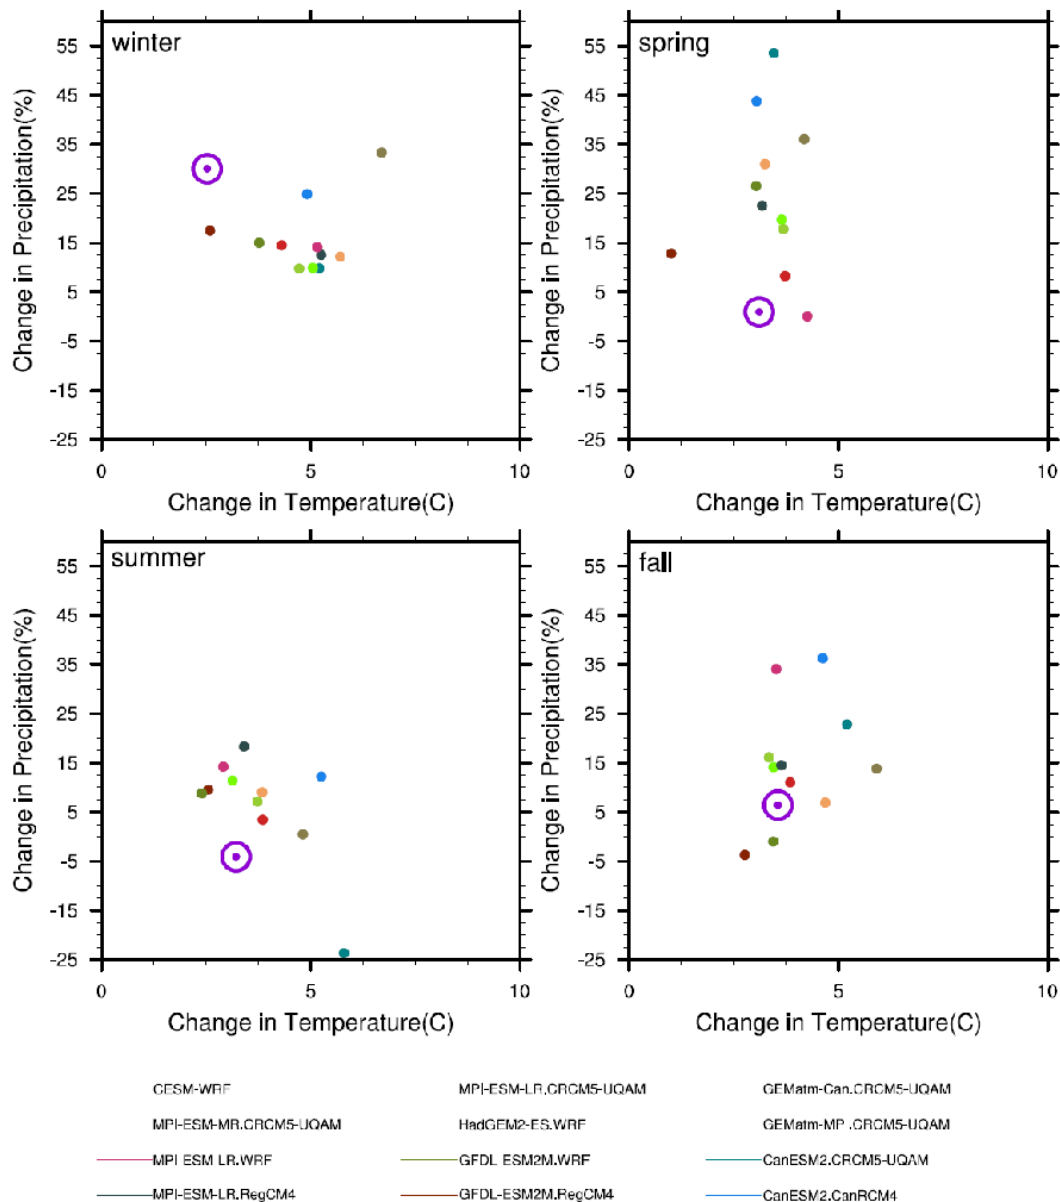 winter
spring
Change in Precipitation(%)
55
45
35
25
15
5
-5
-15
-25
0
5
10
Change in Temperature(C)
Change in Precipitation(%)
55
45
35
25
15
5
-5
-15
-25
0
5
10
Change in Temperature(C)
summer
fall
Change in Precipitation(%)
55
45
35
25
15
5
-5
-15
-25
0
5
10
Change in Temperature(C)
Change in Precipitation(%)
55
45
35
25
15
5
-5
-15
-25
0
5
10
Change in Temperature(C)
CESM-WRF
MPI-ESM-LR.CRCM5-UQAM
GEMatm-Can.CRCM5-UQAM
MPI-ESM-MR.CRCM5-UQAM
HadGEM2-ES.WRF
GEMatm-MP .CRCM5-UQAM
MPI-ESM-LR.WRF
GFDL-ESM2M.WRF
CanESM2.CRCM5-UQAM
MPI-ESM-LR.RegCM4
GFDL-ESM2M.RegCM4
CanESM2.CanRCM4